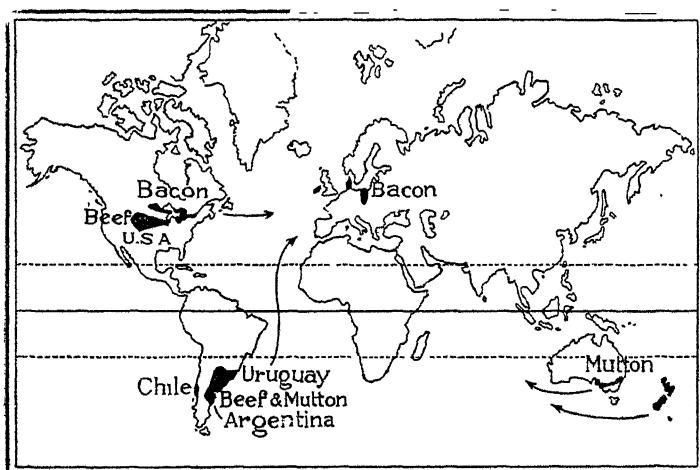 Bacon
Bacon
Beef
U.S A
Mutton
Uruguay
Chile
Beef & Mutton
Argentina